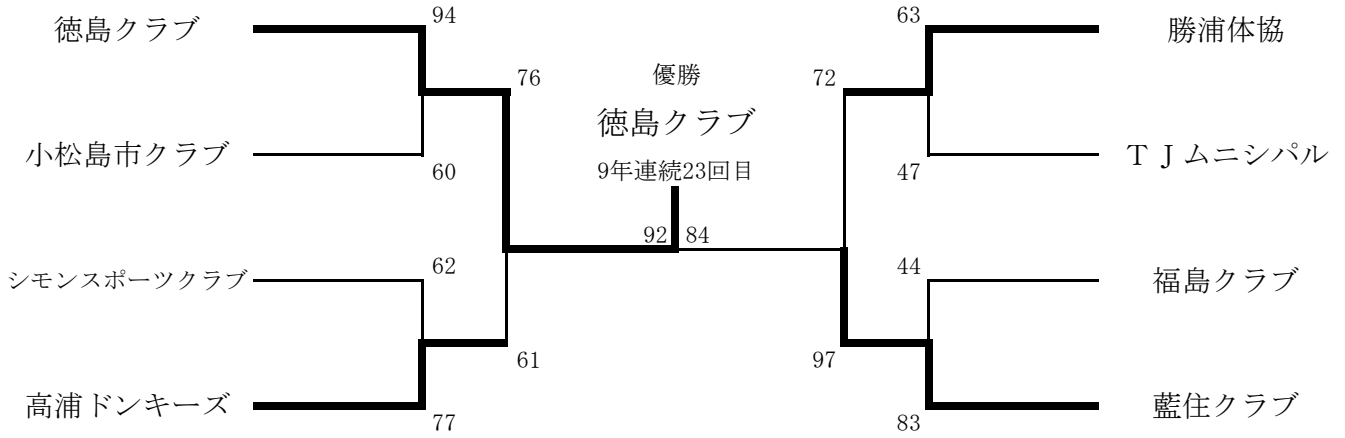 徳島クラブ
94
小松島市クラブ
60
シモンスポーツクラブ
62
高浦ドンキーズ
77
76
61
優勝
徳島クラブ
9年連続23回目
92 84
72
97
63
勝浦体協
47
ＴＪムニシパル
44
福島クラブ
83
藍住クラブ